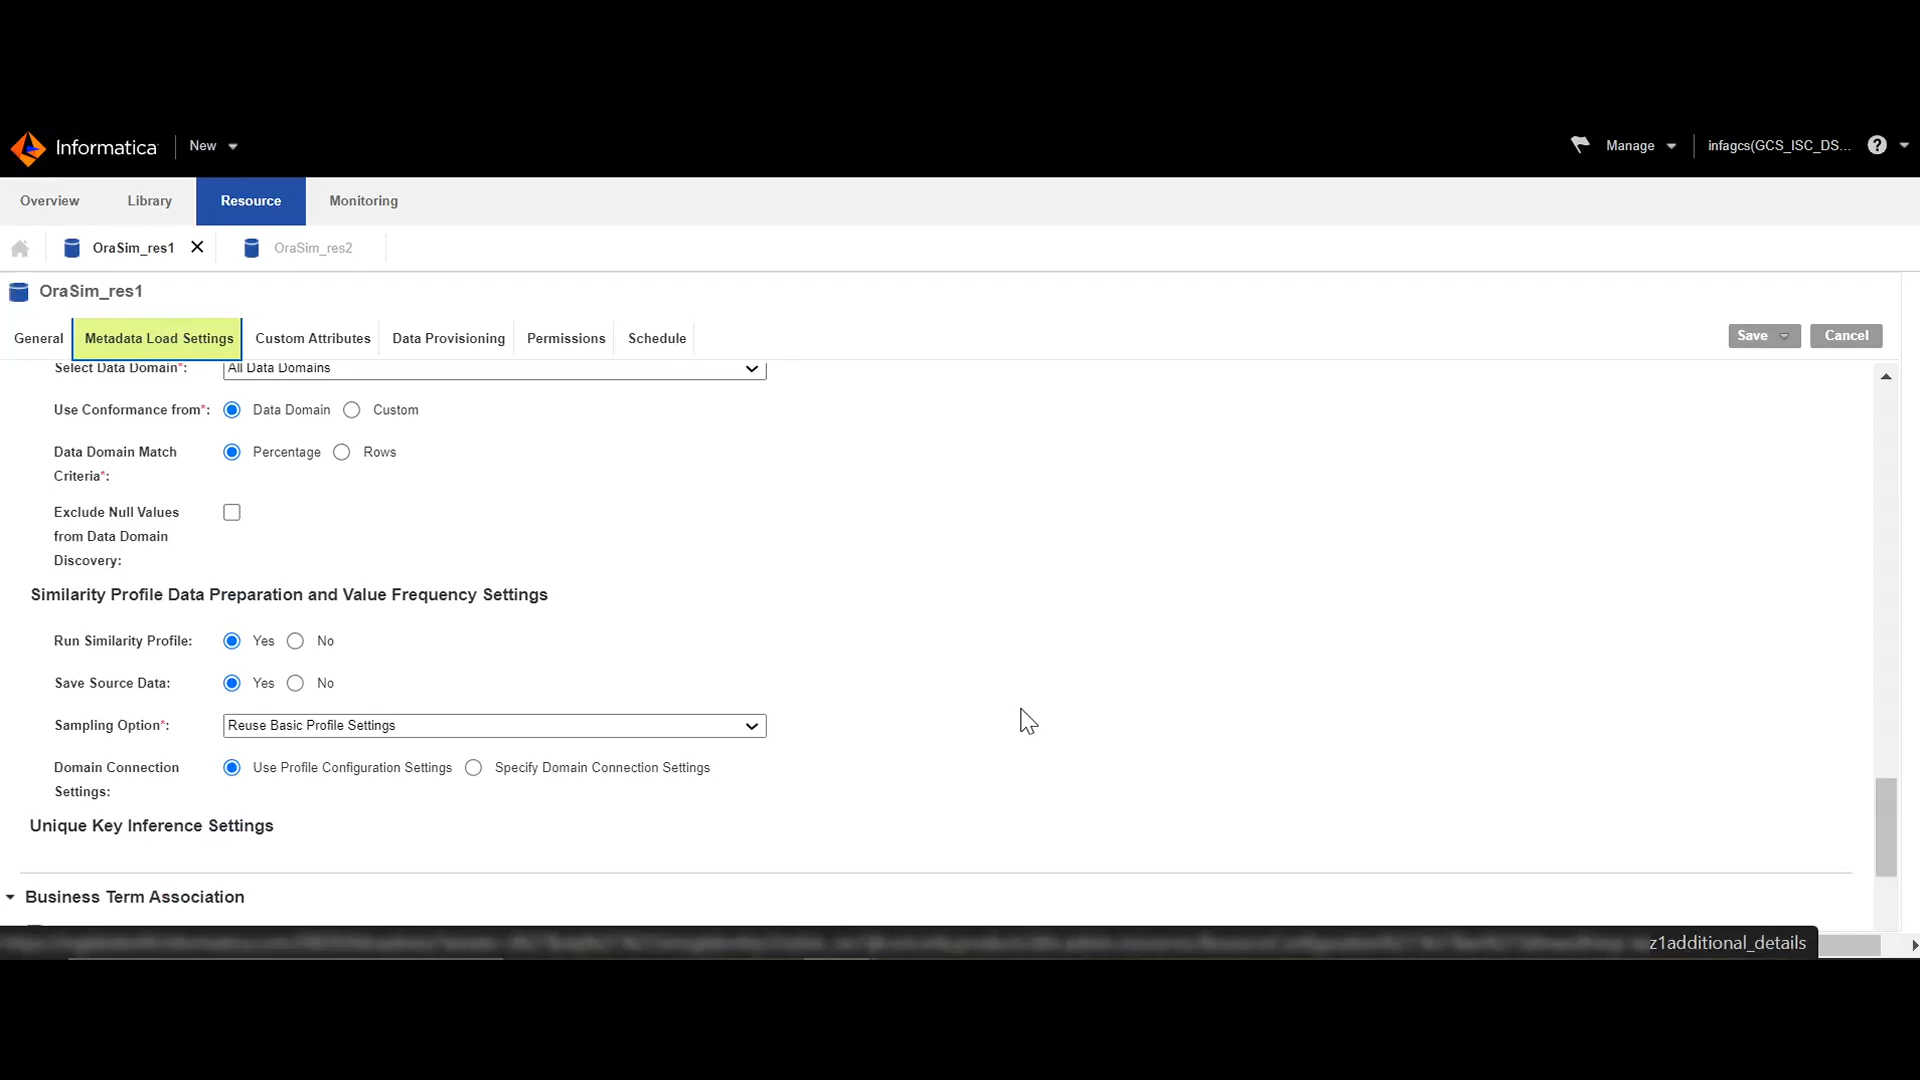 Informatica New Manage infagcs(GCS_ISC_DS... ?
Overview Library Resource Monitoring
OraSim_res1 OraSim_res2
OraSim_res1
General Metadata Load Settings Custom Attributes Data Provisioning Permissions Schedule Save Cancel
Select Data Domain*: All Data Domains
Use Conformance from*: Data Domain Custom
Data Domain Match Percentage Rows
Criteria*:
Exclude Null Values
from Data Domain
Discovery:
Similarity Profile Data Preparation and Value Frequency Settings
Run Similarity Profile: Yes No
Save Source Data: Yes No
Sampling Option*: Reuse Basic Profile Settings
Domain Connection Use Profile Configuration Settings Specify Domain Connection Settings
Settings:
Unique Key Inference Settings
Business Term Association
z1additional_details